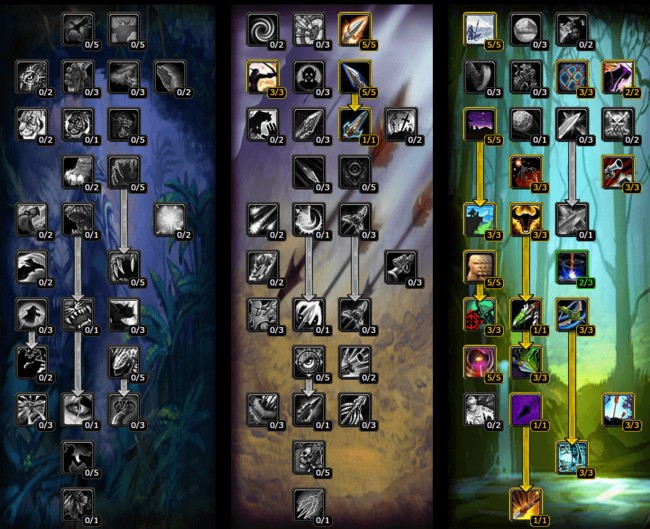 0/5 0/5
0/2 0/2 0/3 0/2
0/2 0/1 0/5
0/2 0/5
0/2 0/1 0/2
0/2 0/5
0/3 0/1 0/3
0/2 0/5
0/3 0/1 0/3
0/5
0/1
0/2 0/3 5/5
3/3 0/3 5/5
0/2 0/3 1/1 0/2
0/3 0/5
0/2 0/1 0/3
0/2 0/3
0/3 0/1 0/3
0/5 0/2
0/3 0/1 0/3
0/5
0/1
5/5 0/3 0/2
0/3 0/3 3/3 2/2
5/5 0/1 0/3 0/2
3/3 3/3
3/3 3/3 0/1
5/5 2/3
3/3 1/1 3/3
5/5 3/3
0/2 1/1 3/3
3/3
1/1